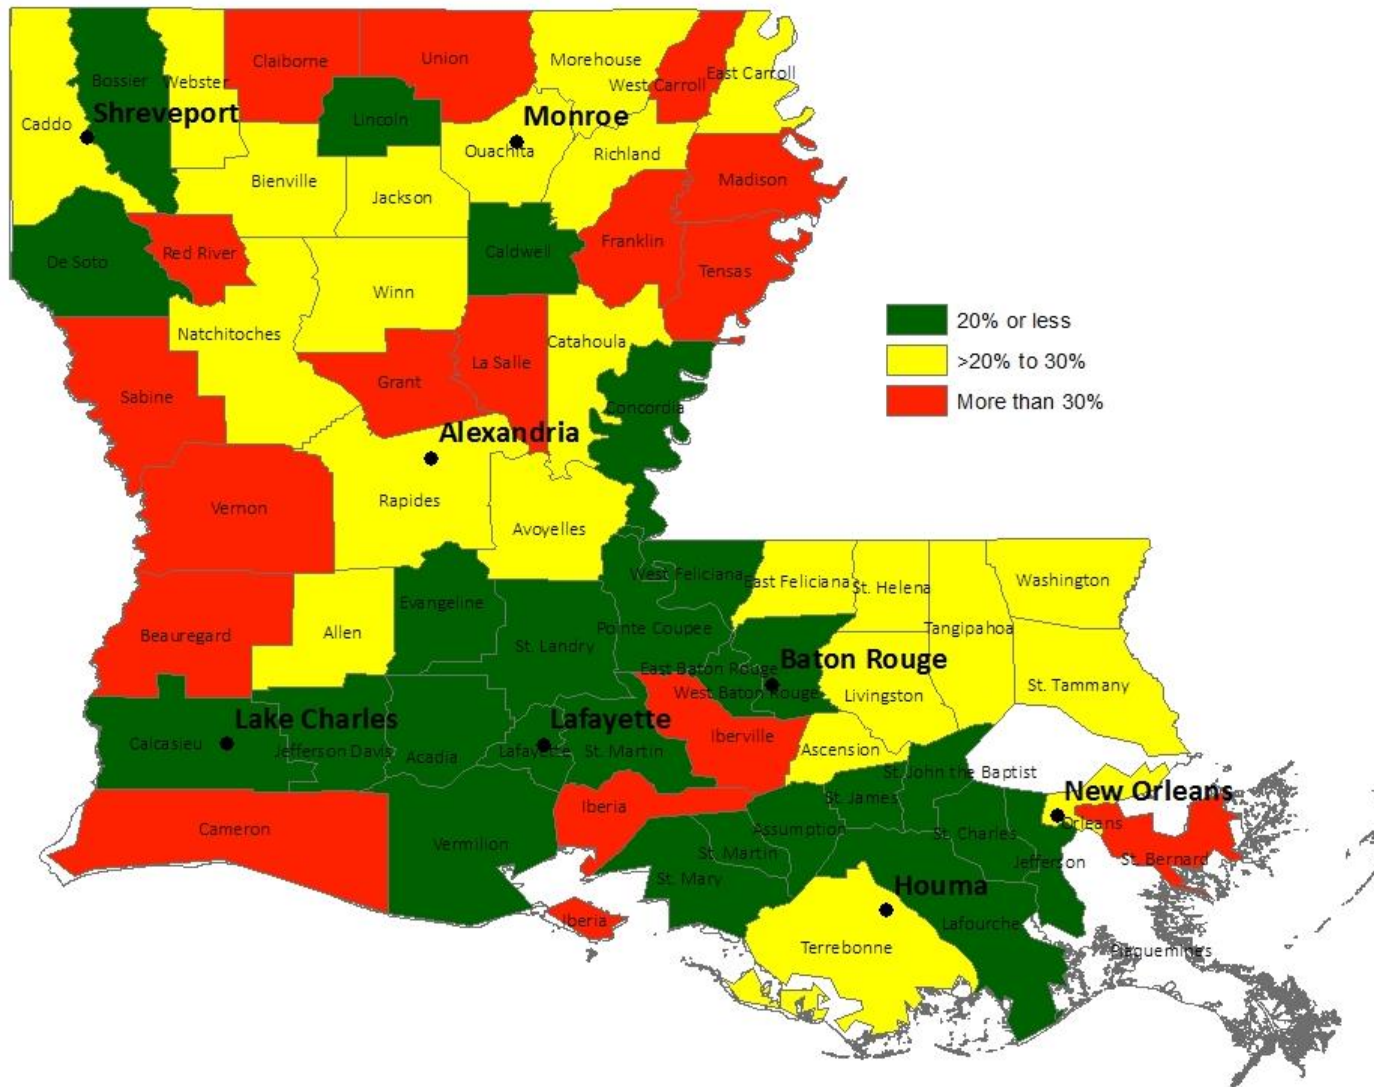 Claiborne
Union
Morehouse
Bossier
Webster
West Carroll
East Carroll
Shreveport
Caddo
Lincoln
Monroe
Ouachita
Richland
Bienville
Jackson
Madison
De Soto
Red River
Caldwell
Franklin
Tensas
Winn
Natchitoches
Catahoula
20% or less
>20% to 30%
More than 30%
Sabine
Grant
La Salle
Concordia
Alexandria
Vernon
Rapides
Avoyelles
Beauregard
Allen
Evangeline
St. Landry
West Feliciana
East Feliciana
St. Helena
Washington
Pointe Coupee
Tangipahoa
East Baton Rouge
Baton Rouge
West Baton Rouge
Livingston
St. Tammany
Lake Charles
Calcasieu
Jefferson Davis
Acadia
Lafayette
Lafayette
St. Martin
Iberville
Ascension
St. John the Baptist
Cameron
Vermilion
Iberia
St. James
Assumption
St. Charles
New Orleans
Orleans
St. Martin
St. Mary
Jefferson
St. Bernard
Houma
Iberia
Terrebonne
Lafourche
Plaquemines